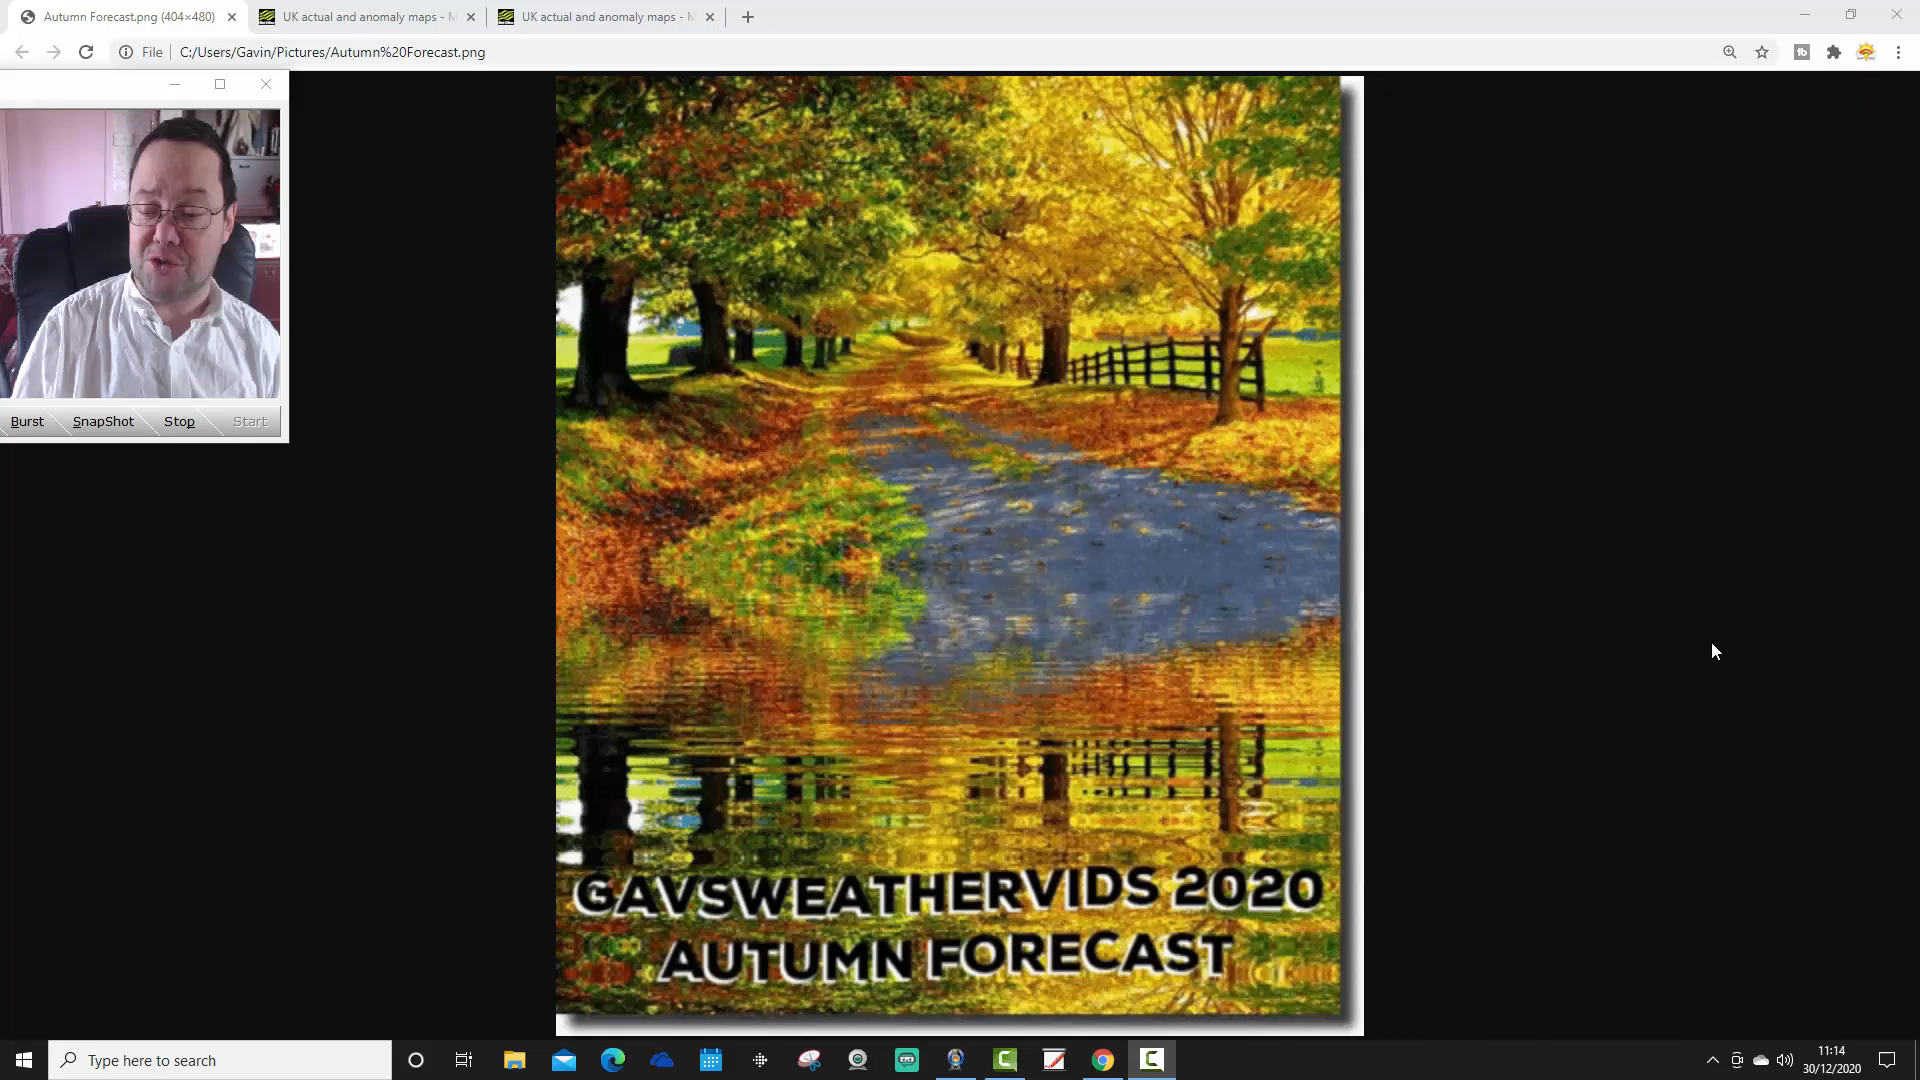 Autumn Forecast.png (404×480)
UK actual and anomaly maps - M
UK actual and anomaly maps - M
File
C:/Users/Gavin/Pictures/Autumn%20Forecast.png
Burst
SnapShot
Stop
Start
GAVSWEATHERVIDS 2020
AUTUMN FORECAST
Type here to search
11:14
30/12/2020